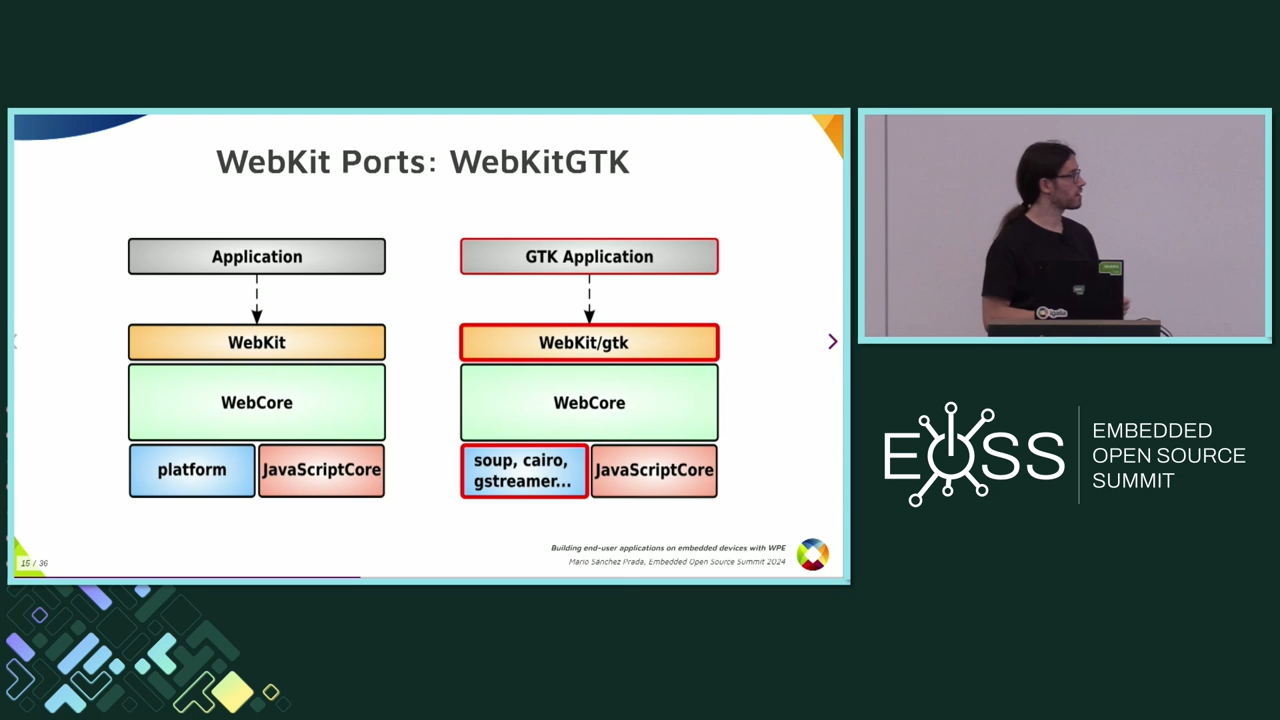 WebKit Ports: WebKitGTK
Application
GTK Application
WebKit
WebKit/gtk
WebCore
WebCore
platform
JavaScriptCore
soup, cairo,
gstreamer...
JavaScriptCore
Building end-user applications on embedded devices with WPE
Mario Sánchez Prada, Embedded Open Source Summit 2024
15 / 36
EOSS
EMBEDDED
OPEN SOURCE
SUMMIT